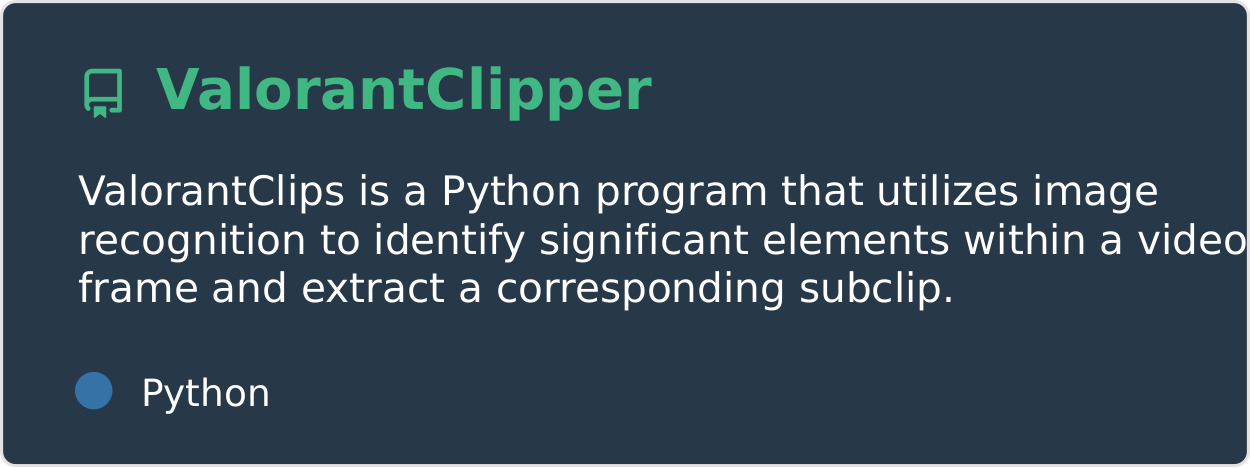 ValorantClipper
ValorantClips is a Python program that utilizes image
recognition to identify significant elements within a video
frame and extract a corresponding subclip.
Python